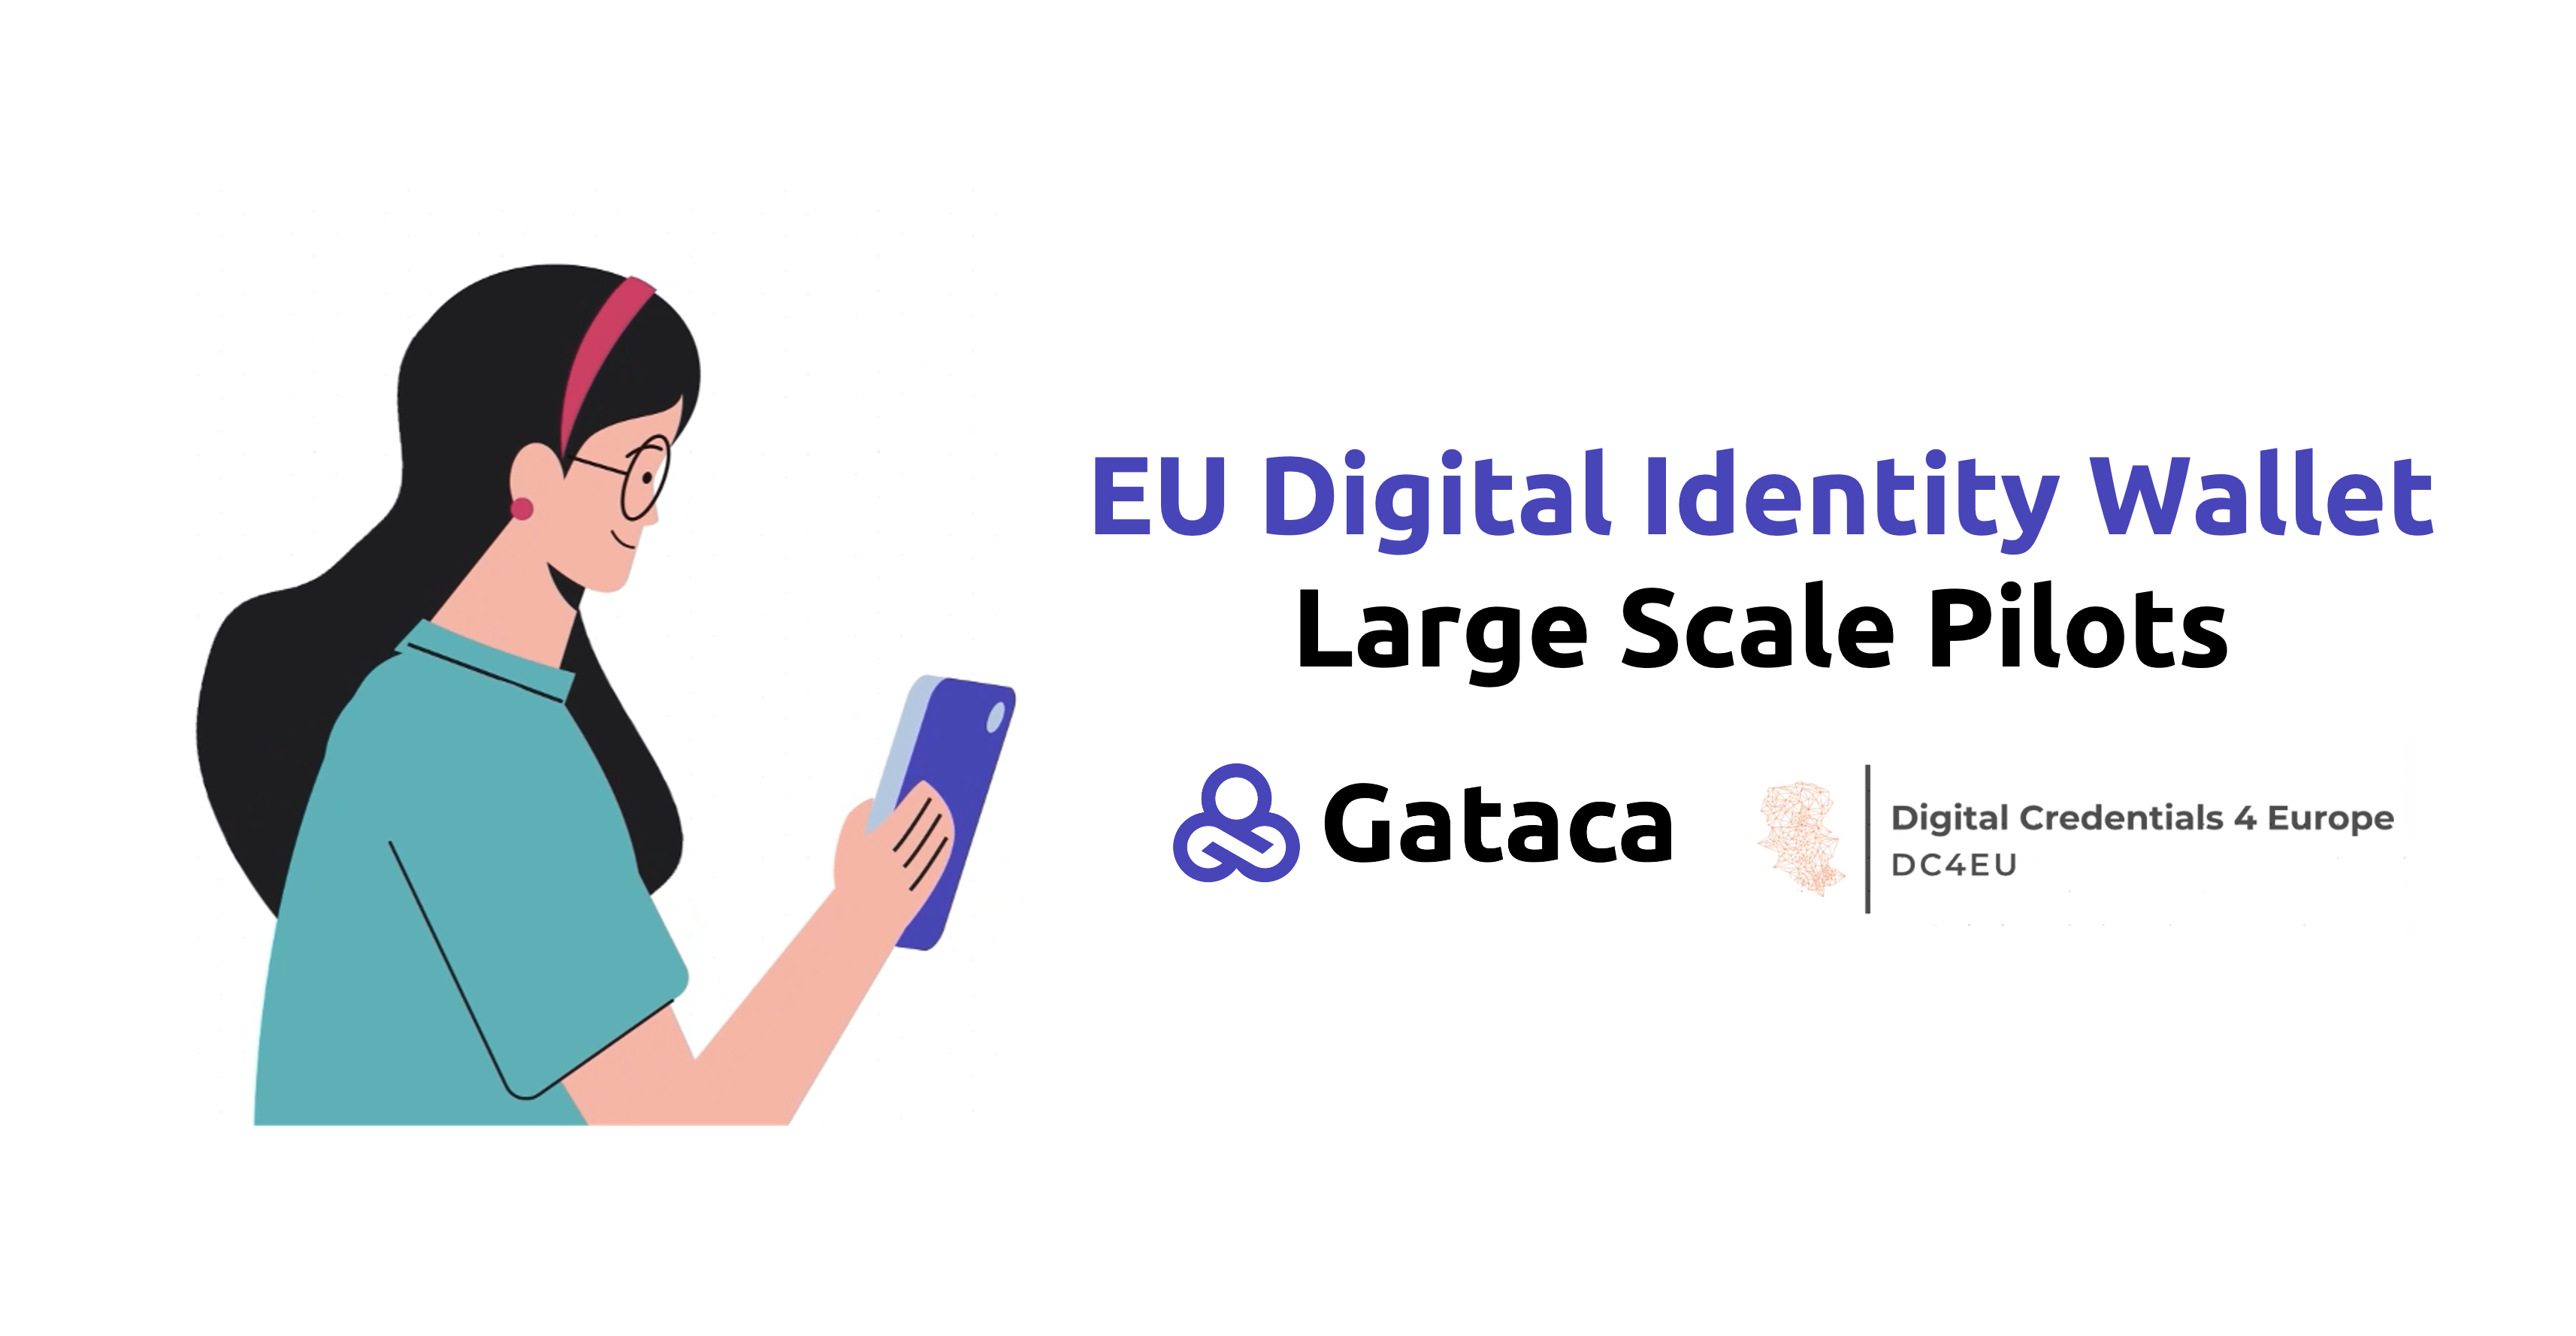 EU Digital Identity Wallet
Large Scale Pilots
Gataca
Digital Credentials 4 Europe
DC4EU